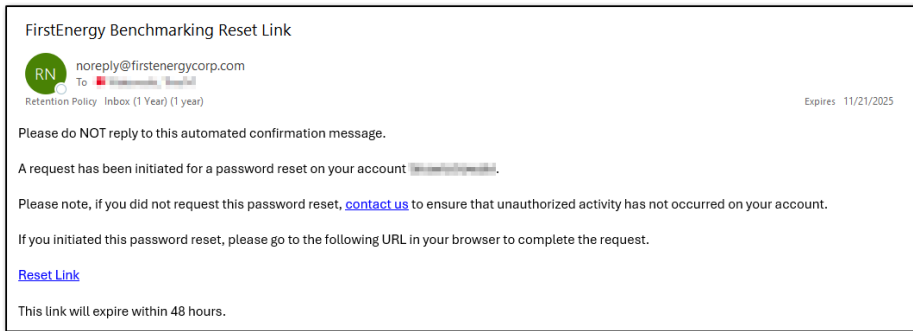 FirstEnergy Benchmarking Reset Link
RN
noreply@firstenergycorp.com
To
Retention Policy Inbox (1 Year) (1 year)
Expires 11/21/2025
Please do NOT reply to this automated confirmation message.
A request has been initiated for a password reset on your account .
Please note, if you did not request this password reset, contact us to ensure that unauthorized activity has not occurred on your account.
If you initiated this password reset, please go to the following URL in your browser to complete the request.
Reset Link
This link will expire within 48 hours.